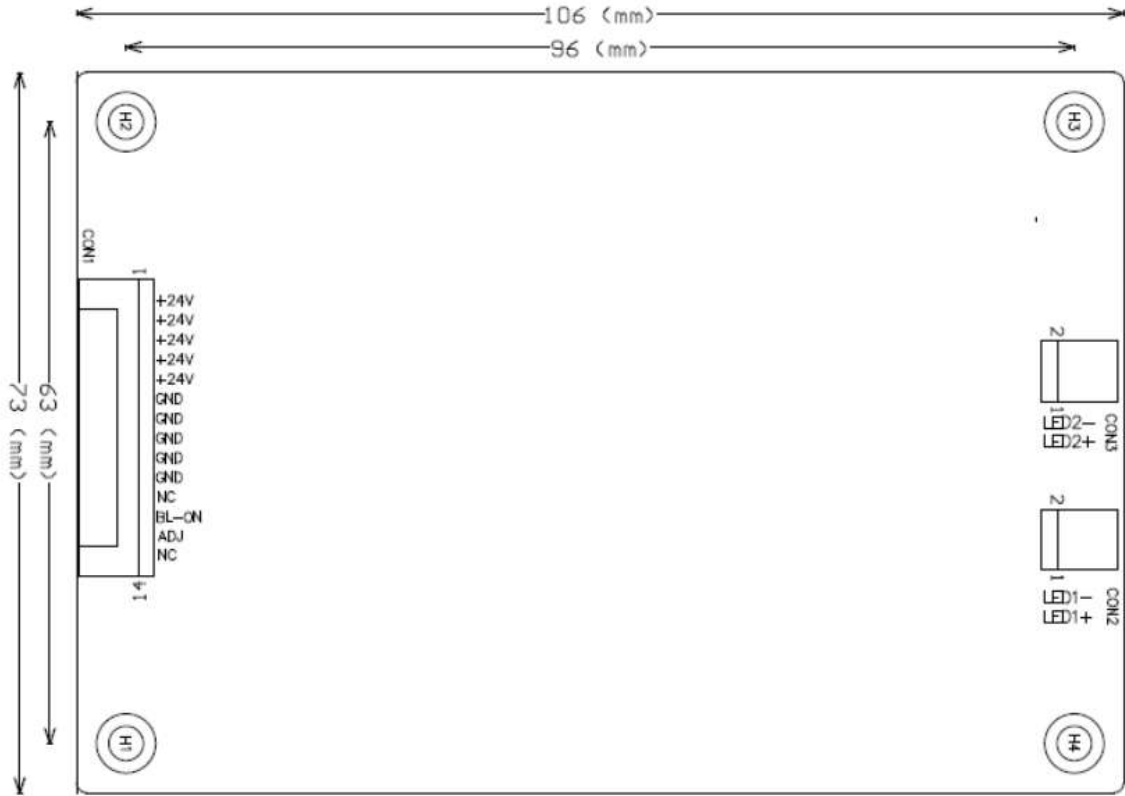 106 (mm)
96 (mm)
H2
H3
CON1
1
+24V
+24V
+24V
+24V
+24V
GND
GND
GND
GND
GND
NC
BL-ON
ADJ
NC
14
73 (mm)
63 (mm)
2
1
LED2-
LED2+
CON3
2
1
LED1-
LED1+
CON2
H1
H4